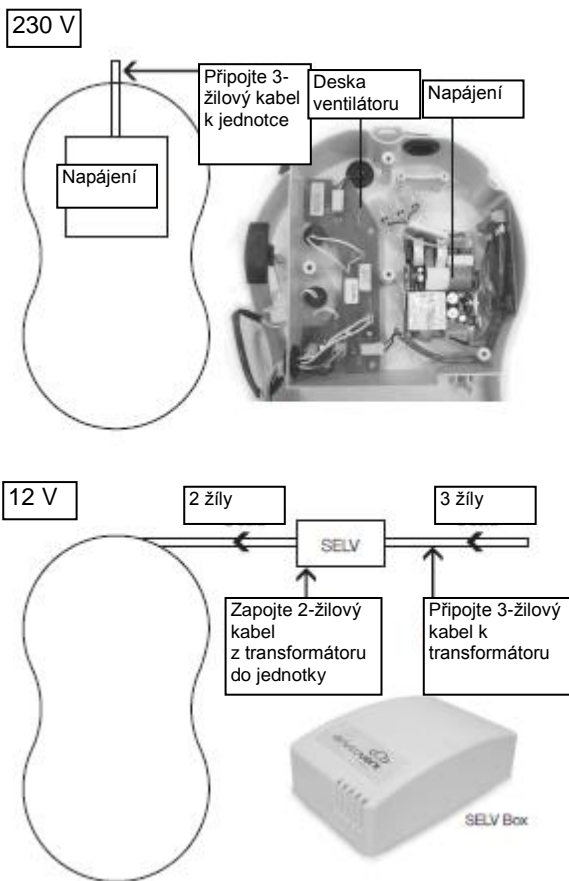 230 V
Připojte 3-
žilový kabel
k jednotce
Deska
ventilátoru
Napájení
Napájení
12 V
2 žíly
3 žíly
SELV
Zapojte 2-žilový
kabel
z transformátoru
do jednotky
Připojte 3-žilový
kabel k
transformátoru
SELV Box